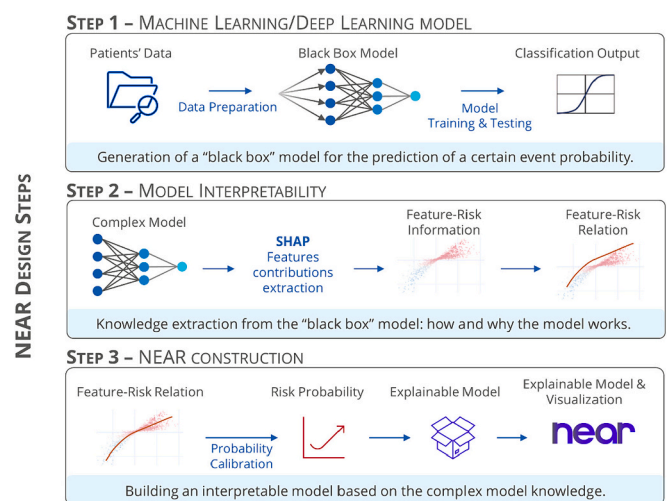 NEAR DESIGN STEPS
STEP 1 – MACHINE LEARNING/DEEP LEARNING MODEL
Patients' Data
Black Box Model
Classification Output
Data Preparation
Model
Training & Testing
Generation of a “black box” model for the prediction of a certain event probability.
STEP 2 – MODEL INTERPRETABILITY
Complex Model
SHAP
Features
contributions
extraction
Feature-Risk
Information
Feature-Risk
Relation
Knowledge extraction from the “black box” model: how and why the model works.
STEP 3 – NEAR CONSTRUCTION
Feature-Risk Relation
Probability
Calibration
Risk Probability
Explainable Model
Explainable Model &
Visualization
near
Building an interpretable model based on the complex model knowledge.